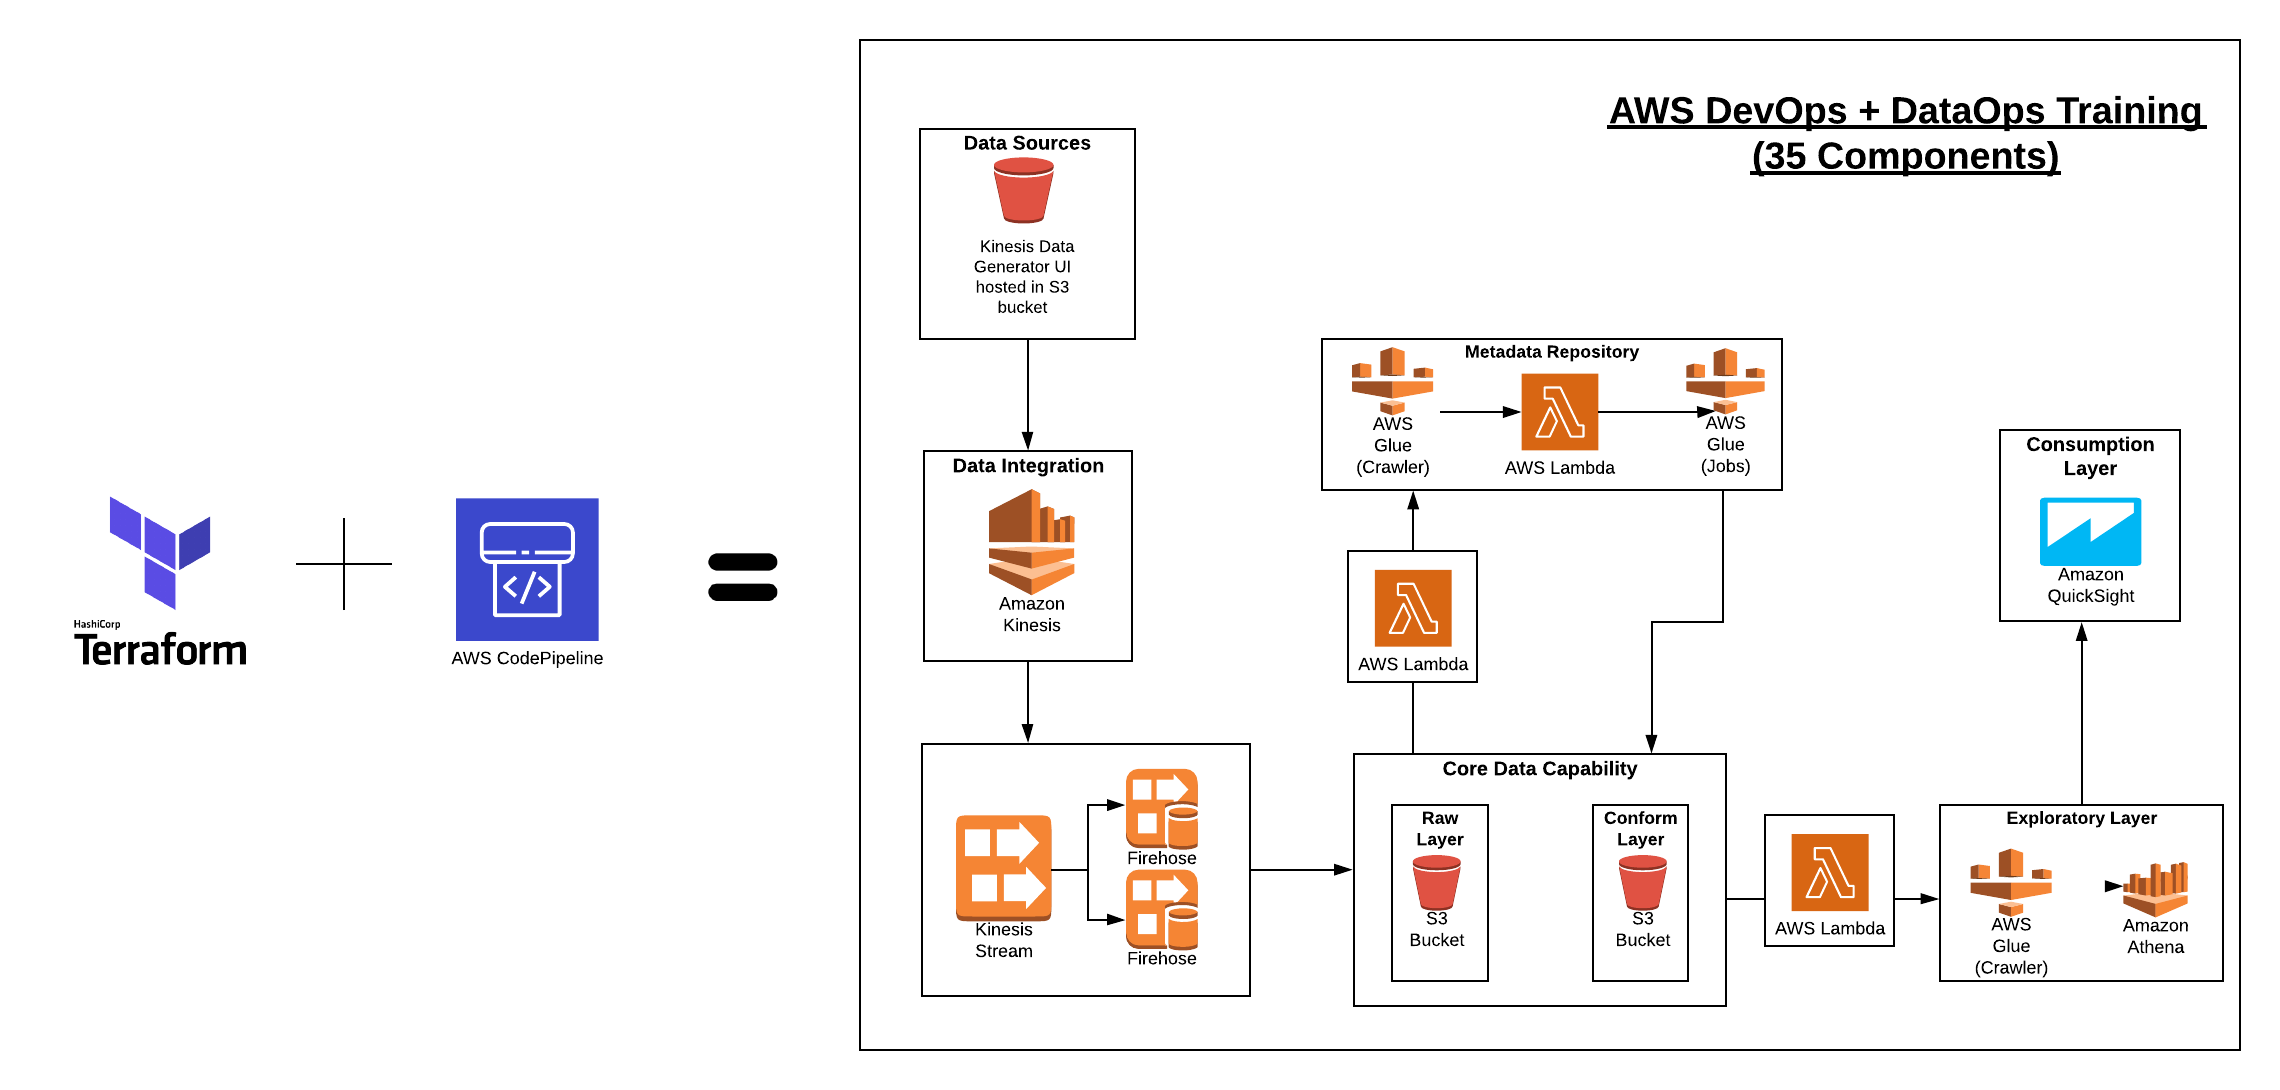 AWS DevOps + DataOps Training
(35 Components)
Data Sources
Kinesis Data
Generator UI
hosted in S3
bucket
Data Integration
Amazon
Kinesis
Kinesis
Stream
Firehose
Firehose
Metadata Repository
AWS
Glue
(Crawler)
AWS Lambda
AWS
Glue
(Jobs)
AWS Lambda
Core Data Capability
Raw
Layer
S3
Bucket
Conform
Layer
S3
Bucket
AWS Lambda
Exploratory Layer
AWS
Glue
(Crawler)
Amazon
Athena
Consumption
Layer
Amazon
QuickSight
HashiCorp
Terraform
AWS CodePipeline